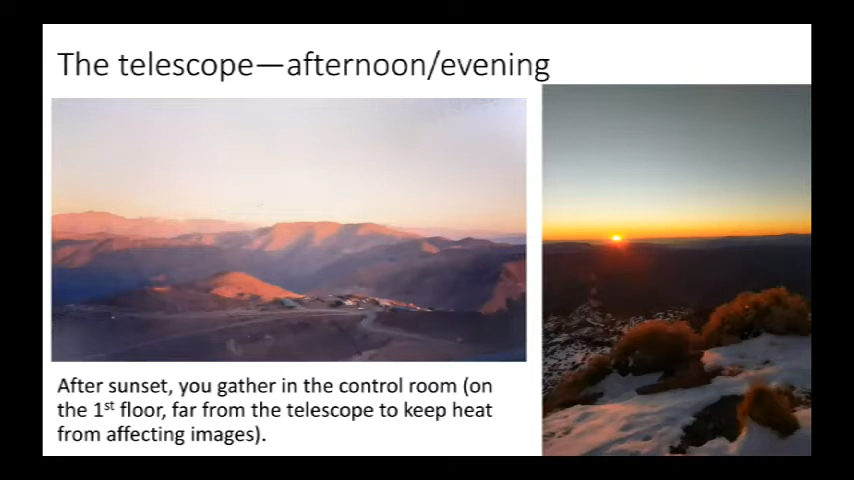 The telescope—afternoon/evening
After sunset, you gather in the control room (on
the 1st floor, far from the telescope to keep heat
from affecting images).